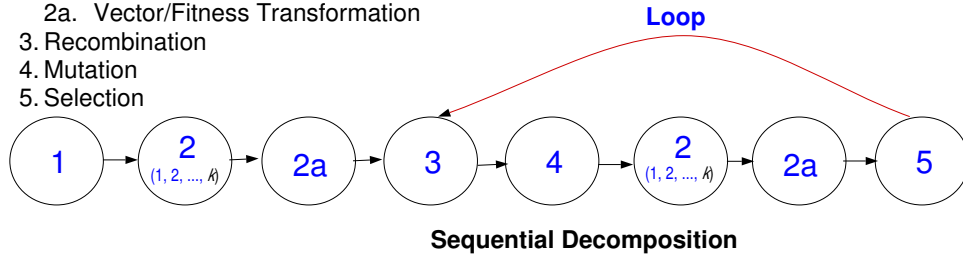 2a. Vector/Fitness Transformation
3. Recombination
4. Mutation
5. Selection
Loop
1
2
(1, 2, ..., k)
2a
3
4
2
(1, 2, ..., k)
2a
5
Sequential Decomposition